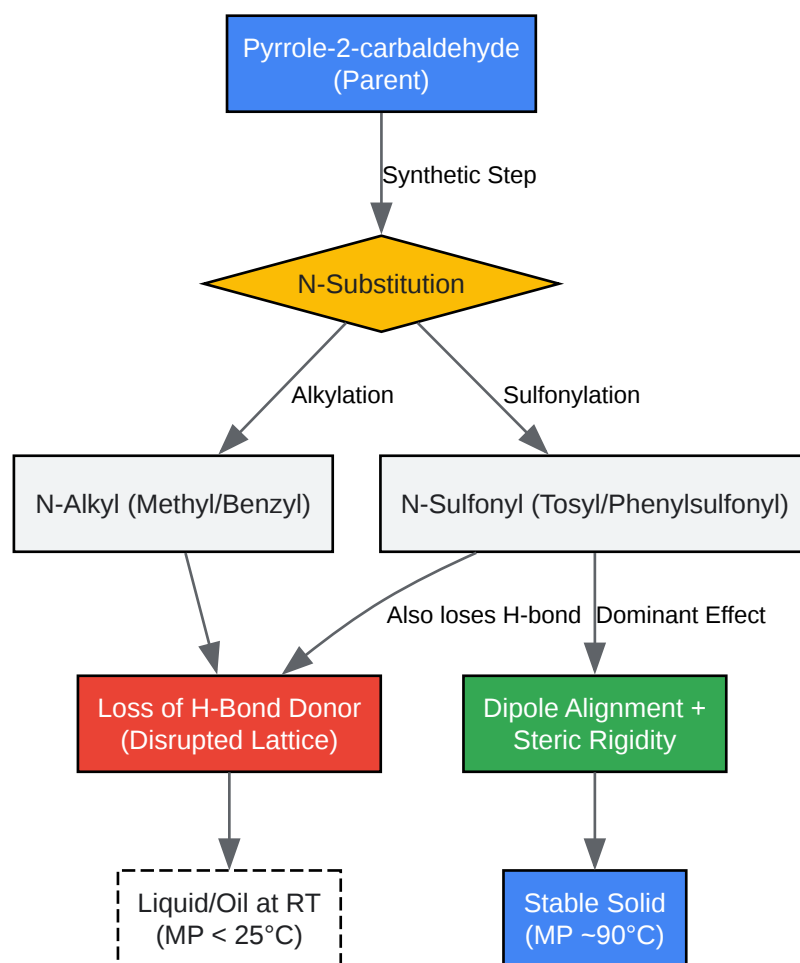 Pyrrole-2-carbaldehyde
(Parent)
Synthetic Step
N-Substitution
Alkylation
Sulfonylation
N-Alkyl (Methyl/Benzyl)
N-Sulfonyl (Tosyl/Phenylsulfonyl)
Also loses H-bond
Dominant Effect
Loss of H-Bond Donor
(Disrupted Lattice)
Dipole Alignment +
Steric Rigidity
Liquid/Oil at RT
(MP < 25°C)
Stable Solid
(MP ~90°C)